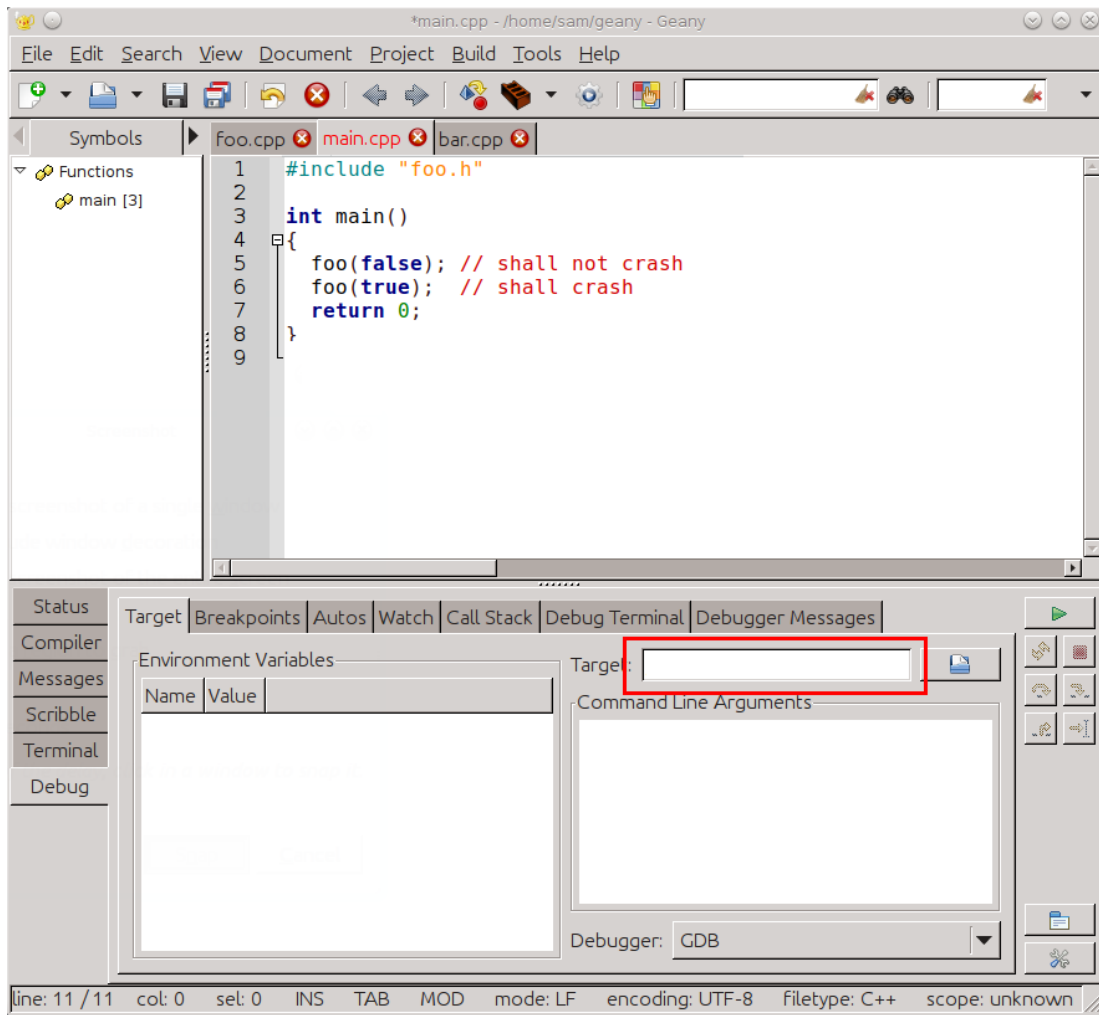 *main.cpp - /home/sam/geany - Geany
File Edit Search View Document Project Build Tools Help
Symbols
foo.cpp main.cpp bar.cpp
Functions
main [3]
1 #include "foo.h"
2
3 int main()
4 {
5 foo(false); // shall not crash
6 foo(true); // shall crash
7 return 0;
8 }
9
Status
Compiler
Messages
Scribble
Terminal
Debug
Target Breakpoints Autos Watch Call Stack Debug Terminal Debugger Messages
Environment Variables
Name Value
Target:
Command Line Arguments
Debugger: GDB
line: 11 / 11 col: 0 sel: 0 INS TAB MOD mode: LF encoding: UTF-8 filetype: C++ scope: unknown